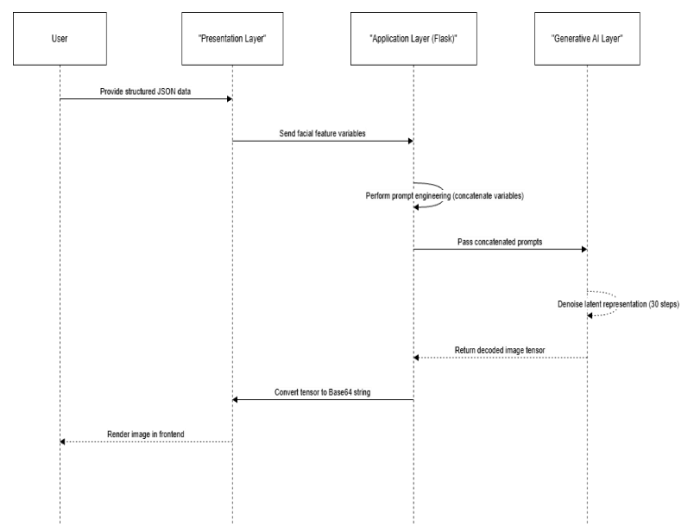 User
"Presentation Layer"
"Application Layer (Flask)"
"Generative AI Layer"
Provide structured JSON data
Send facial feature variables
Perform prompt engineering (concatenate variables)
Pass concatenated prompts
Denoise latent representation (30 steps)
Return decoded image tensor
Convert tensor to Base64 string
Render image in frontend